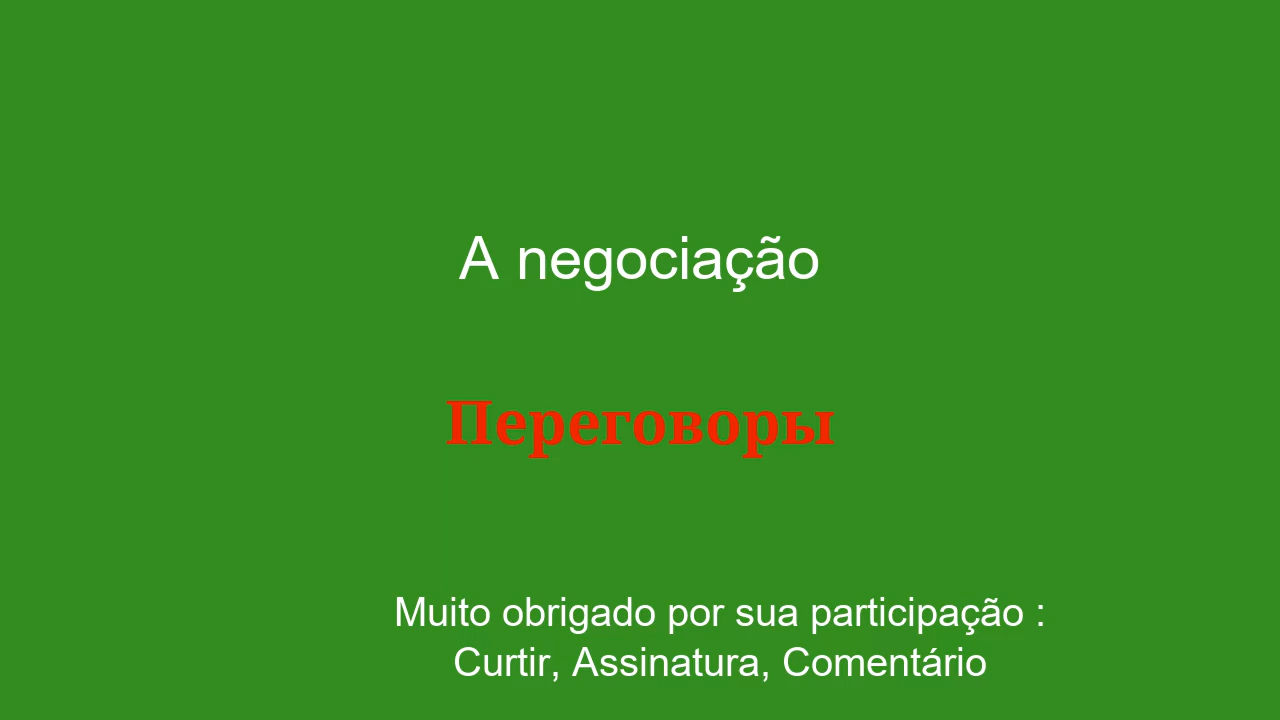 A negociação
Переговоры
Muito obrigado por sua participação :
Curtir, Assinatura, Comentário